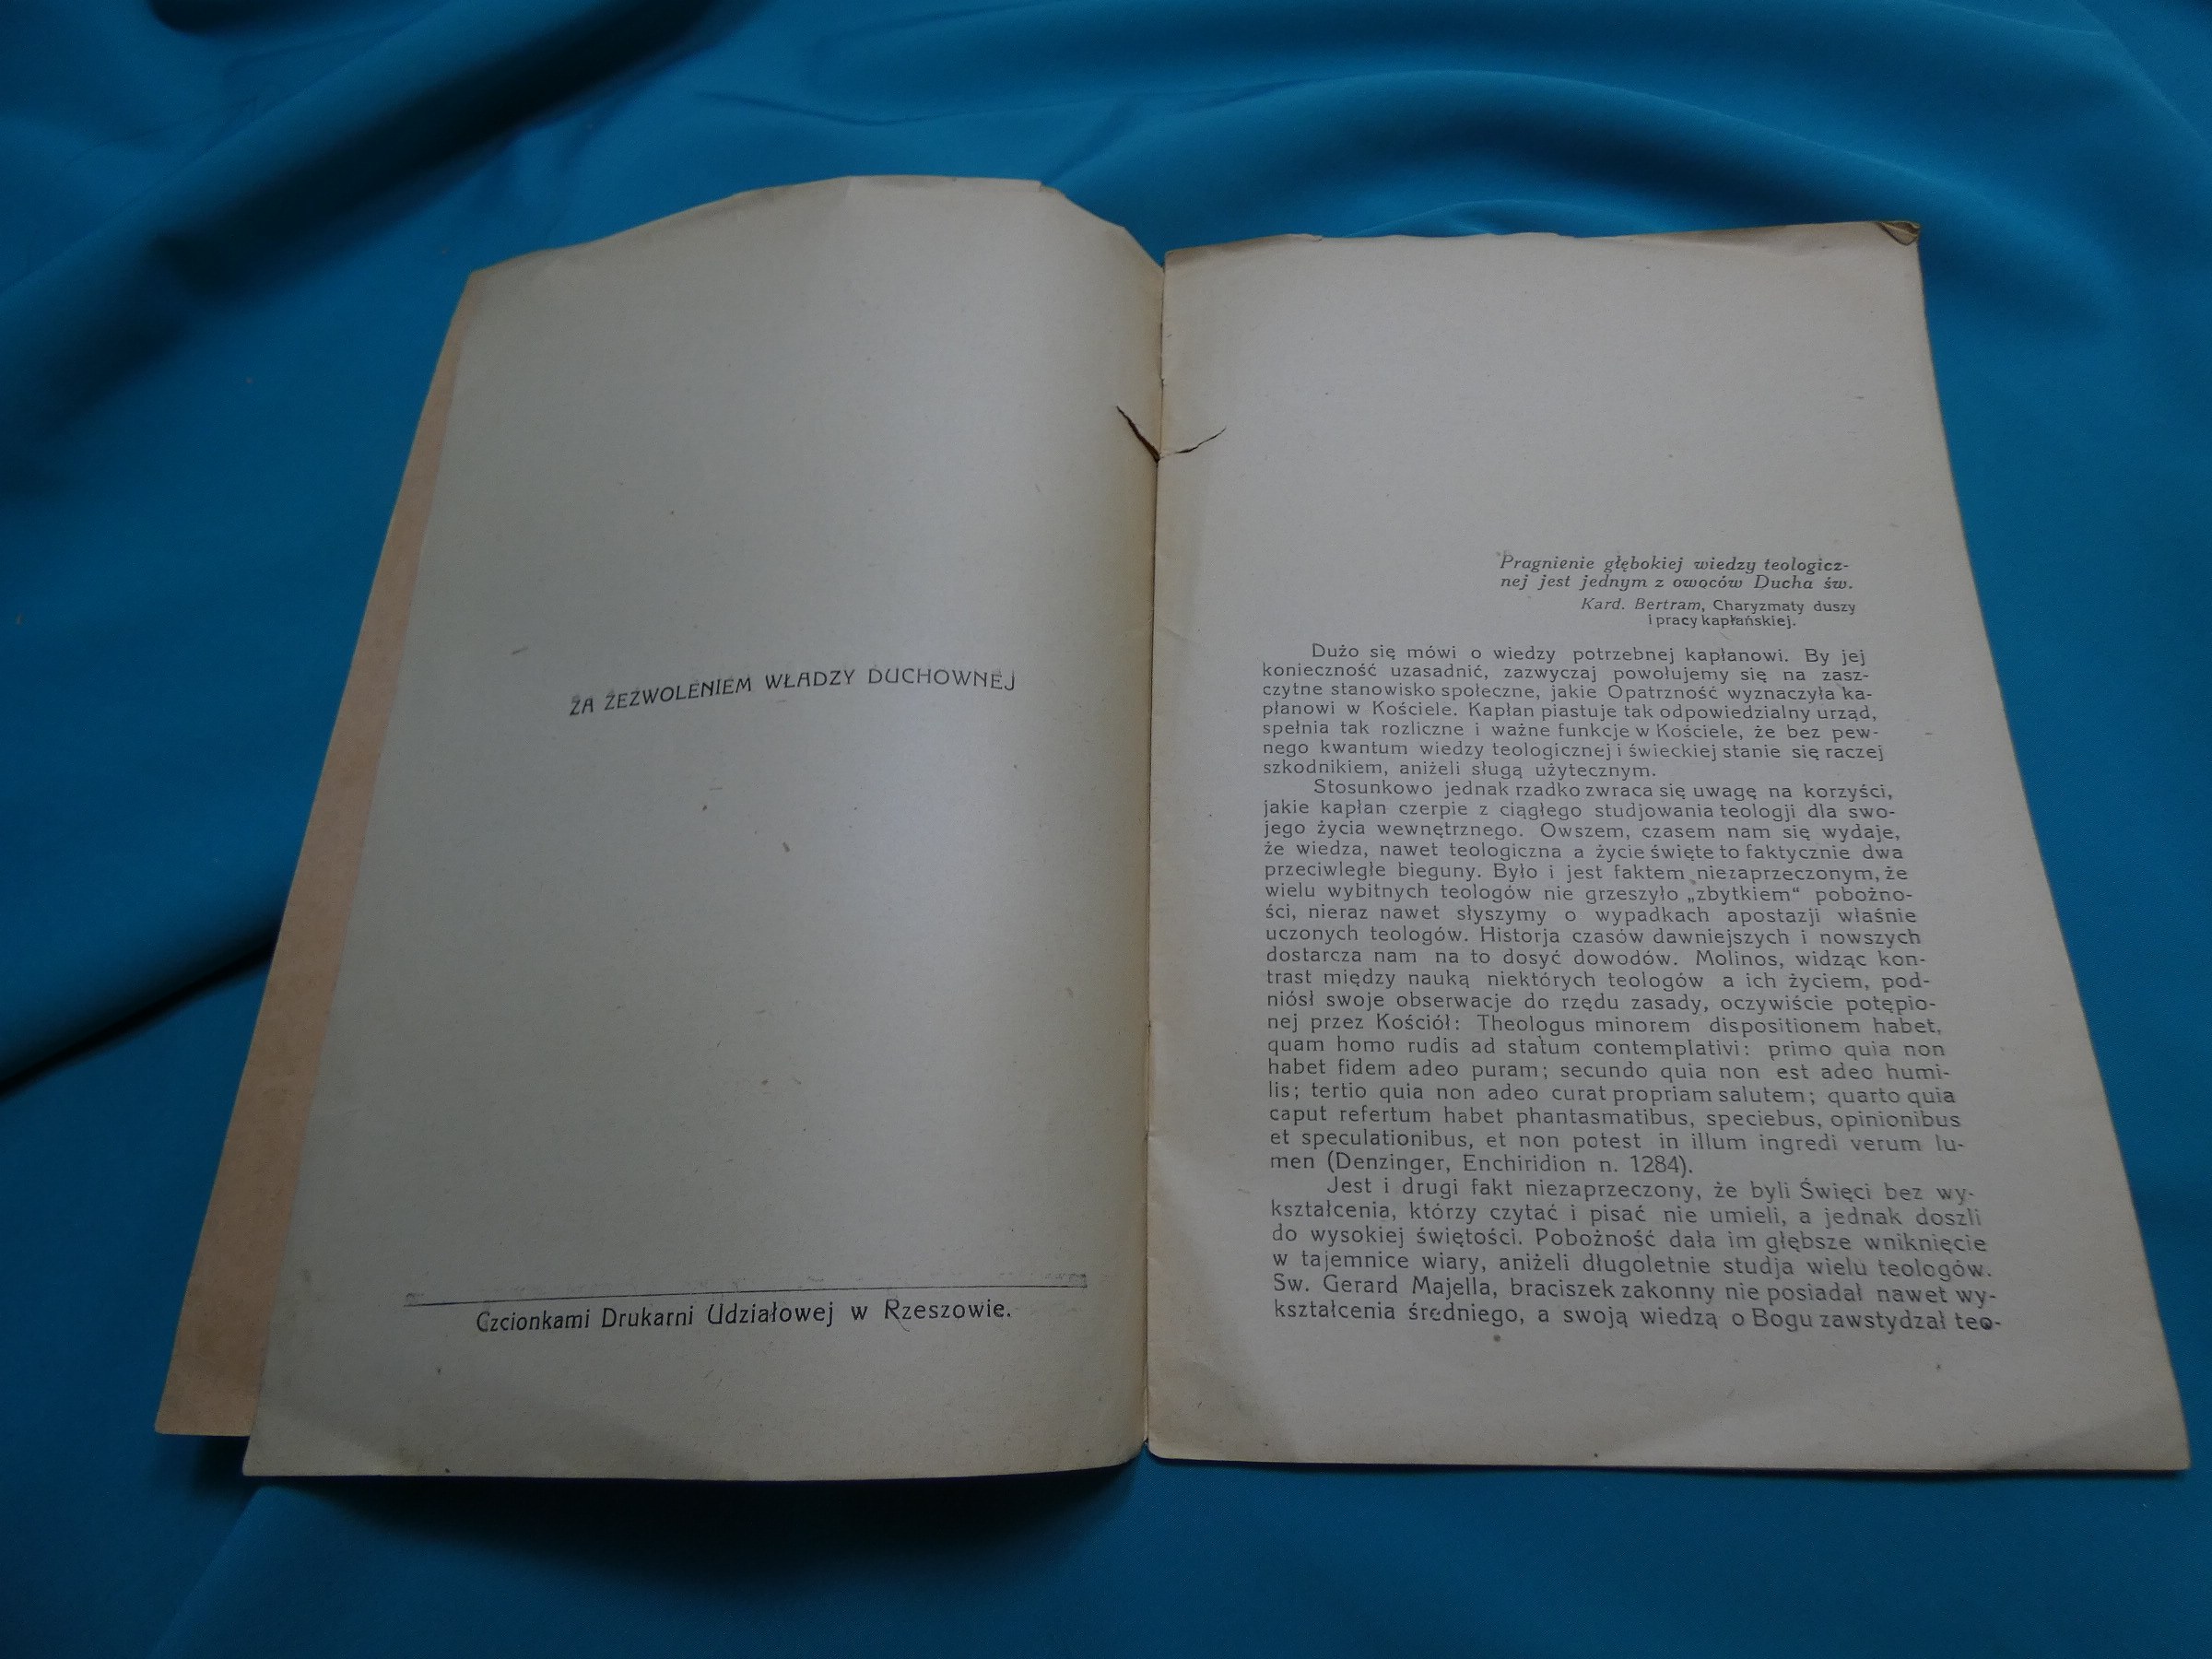 ZA ZEZWOLENIEM WŁADZY DUCHOWNEJ
Czcionkami Drukarni Udziałowej w Rzeszowie.
Pragnienie głębokiej wiedzy teologicz-
nej jest jednym z owoców Ducha św.
Kard. Bertram, Charyzmaty duszy
i pracy kapłańskiej.
Dużo się mówi o wiedzy potrzebnej kapłanowi. By jej
konieczność uzasadnić, zazwyczaj powołujemy się na zasz-
czytne stanowisko społeczne, jakie Opatrzność wyznaczyła ka-
płanowi w Kościele. Kapłan piastuje tak odpowiedzialny urząd,
spełnia tak rozliczne i ważne funkcje w Kościele, że bez pew-
nego kwantum wiedzy teologicznej i świeckiej stanie się raczej
szkodnikiem, aniżeli sługą użytecznym.
Stosunkowo jednak rzadko zwraca się uwagę na korzyści,
jakie kapłan czerpie z ciągłego studjowania teologji dla swo-
jego życia wewnętrznego. Owszem, czasem nam się wydaje,
że wiedza, nawet teologiczna a życie święte to faktycznie dwa
przeciwległe bieguny. Było i jest faktem niezaprzeczonym, że
wielu wybitnych teologów nie grzeszyło „zbytkiem“ pobożno-
ści, nieraz nawet słyszymy o wypadkach apostazji właśnie
uczonych teologów. Historja czasów dawniejszych i nowszych
dostarcza nam na to dosyć dowodów. Molinos, widząc kon-
trast między nauką niektórych teologów a ich życiem, pod-
niósł swoje obserwacje do rzędu zasady, oczywiście potępio-
nej przez Kościół: Theologus minorem dispositionem habet,
quam homo rudis ad statum contemplativi: primo quia non
habet fidem adeo puram; secundo quia non est adeo humi-
lis; tertio quia non adeo curat propriam salutem; quarto quia
caput refertum habet phantasmatibus, speciebus, opinionibus
et speculationibus, et non potest in illum ingredi verum lu-
men (Denzinger, Enchiridion n. 1284).
Jest i drugi fakt niezaprzeczony, że byli Święci bez wy-
kształcenia, którzy czytać i pisać nie umieli, a jednak doszli
do wysokiej świętości. Pobożność dała im głębsze wniknięcie
w tajemnice wiary, aniżeli długoletnie studja wielu teologów.
Sw. Gerard Majella, braciszek zakonny nie posiadał nawet wy-
kształcenia średniego, a swoją wiedzą o Bogu zawstydzał teo-